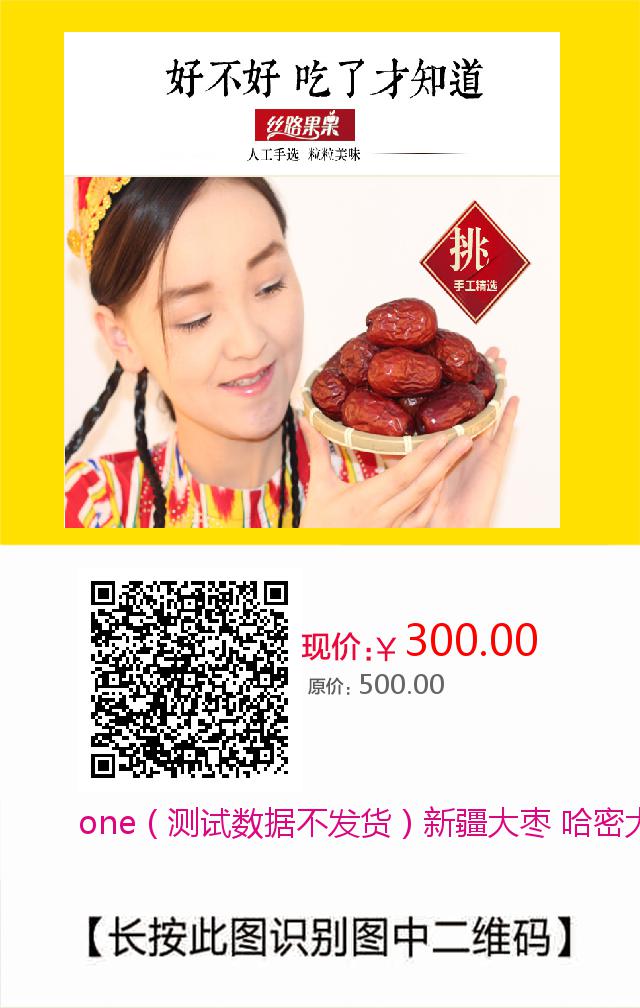 好不好 吃了才知道
丝路果果
人工手选 粒粒美味
挑
手工精选
现价:¥ 300.00
原价: 500.00
one（测试数据不发货）新疆大枣 哈密大
【长按此图识别图中二维码】